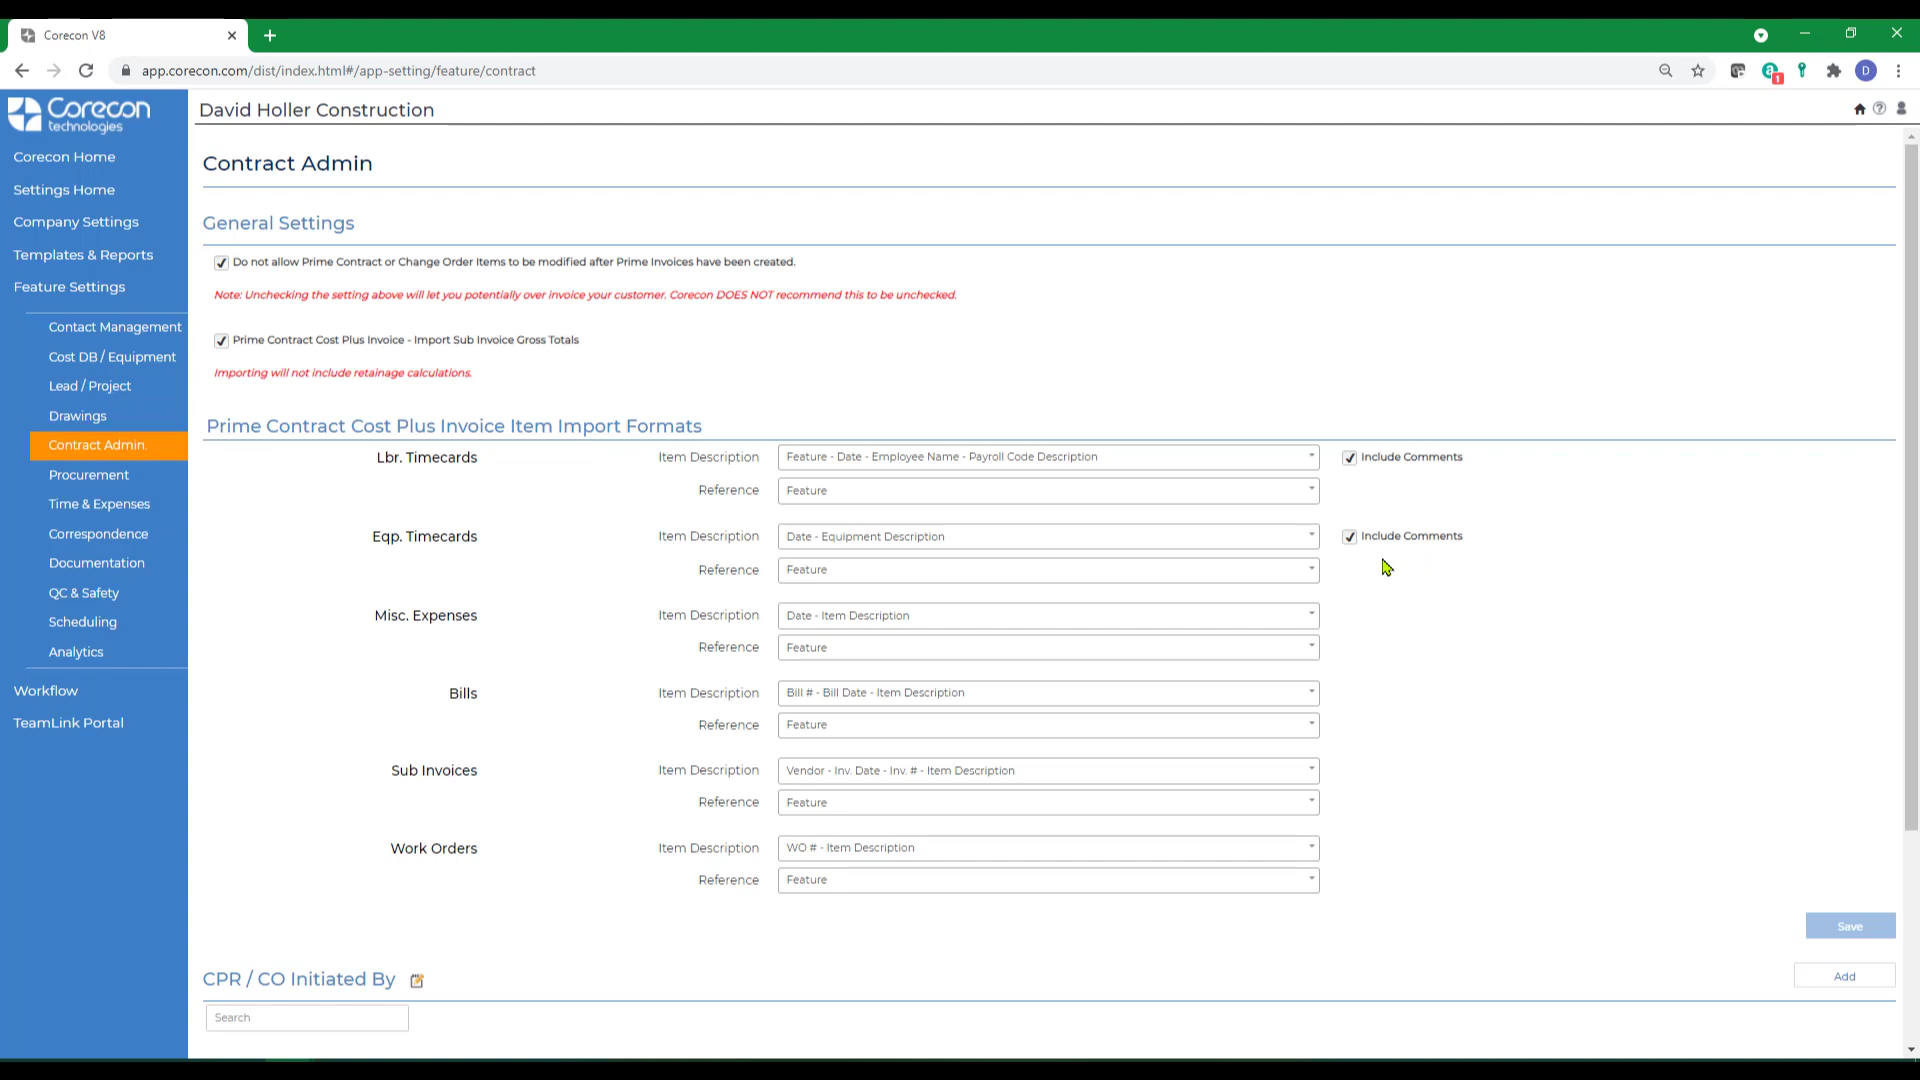 Corecon V8
app.corecon.com/dist/index.html#/app-setting/feature/contract
1
D
Corecon
technologies
David Holler Construction
Corecon Home
Settings Home
Company Settings
Templates & Reports
Feature Settings
Contact Management
Cost DB / Equipment
Lead / Project
Drawings
Contract Admin.
Procurement
Time & Expenses
Correspondence
Documentation
QC & Safety
Scheduling
Analytics
Workflow
TeamLink Portal
Contract Admin
General Settings
Do not allow Prime Contract or Change Order Items to be modified after Prime Invoices have been created.
Note: Unchecking the setting above will let you potentially over invoice your customer. Corecon DOES NOT recommend this to be unchecked.
Prime Contract Cost Plus Invoice - Import Sub Invoice Gross Totals
Importing will not include retainage calculations.
Prime Contract Cost Plus Invoice Item Import Formats
Lbr. Timecards Item Description Feature - Date - Employee Name - Payroll Code Description Include Comments
Reference Feature
Eqp. Timecards Item Description Date - Equipment Description Include Comments
Reference Feature
Misc. Expenses Item Description Date - Item Description
Reference Feature
Bills Item Description Bill # - Bill Date - Item Description
Reference Feature
Sub Invoices Item Description Vendor - Inv. Date - Inv. # - Item Description
Reference Feature
Work Orders Item Description WO # - Item Description
Reference Feature
Save
CPR / CO Initiated By
Add
Search